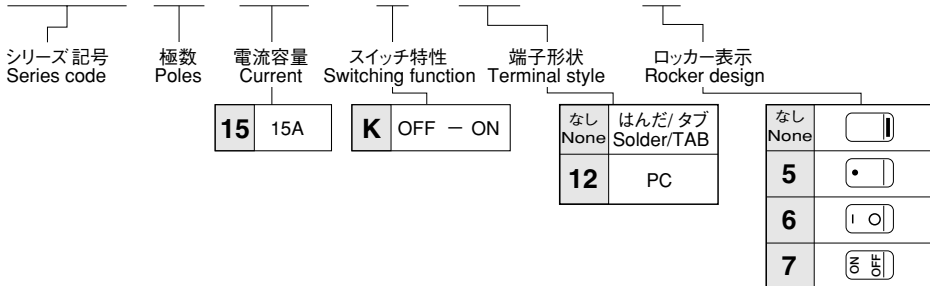 シリーズ記号 極数 電流容量 スイッチ特性 端子形状 ロッカー表示
Series code Poles Current Switching function Terminal style Rocker design
15 15A
K OFF － ON
なし はんだ/タブ
None Solder/TAB
12 PC
なし
None
5
6 I O
7 ON OFF